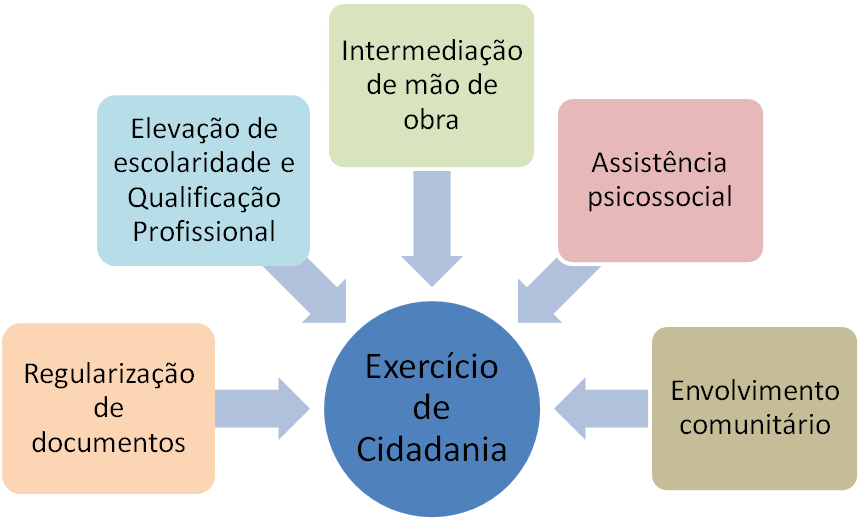 Intermediação
de mão de
obra
Elevação de
escolaridade e
Qualificação
Profissional
Assistência
psicossocial
Regularização
de
documentos
Exercício
de
Cidadania
Envolvimento
comunitário